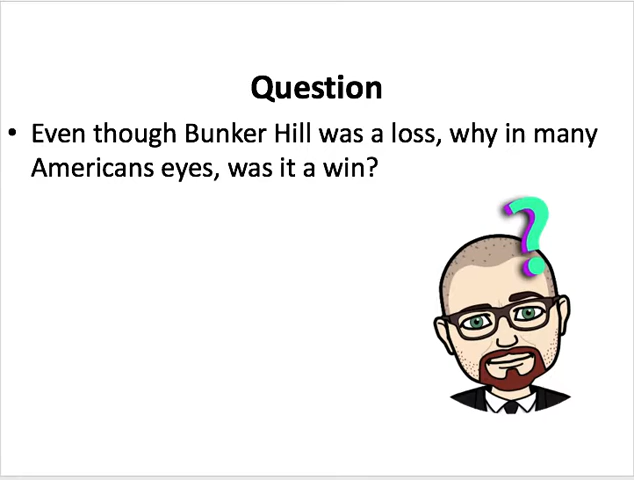 Question
• Even though Bunker Hill was a loss, why in many
Americans eyes, was it a win?
?